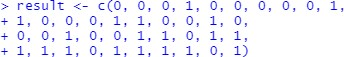 > result <- c(0, 0, 0, 1, 0, 0, 0, 0, 0, 1,
+ 1, 0, 0, 0, 1, 1, 0, 0, 1, 0,
+ 0, 0, 1, 0, 0, 1, 1, 0, 1, 1,
+ 1, 1, 1, 0, 1, 1, 1, 1, 0, 1)